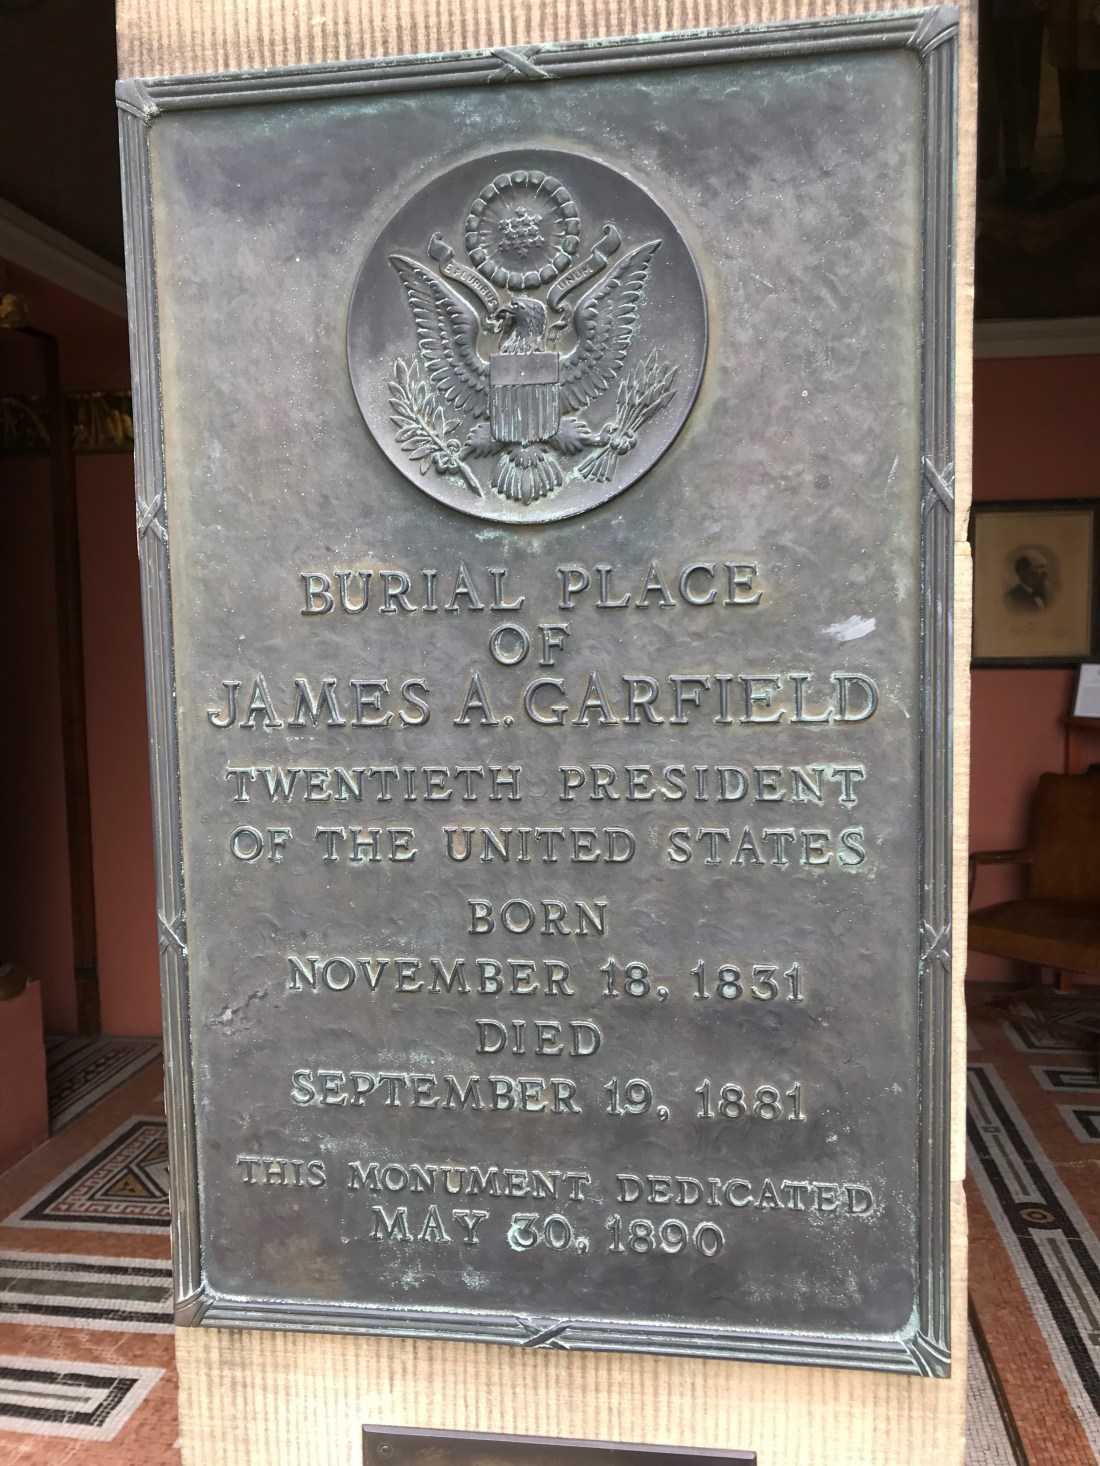 E PLURIBUS UNUM
BURIAL PLACE
OF
JAMES A. GARFIELD
TWENTIETH PRESIDENT
OF THE UNITED STATES
BORN
NOVEMBER 18, 1831
DIED
SEPTEMBER 19, 1881
THIS MONUMENT DEDICATED
MAY 30, 1890